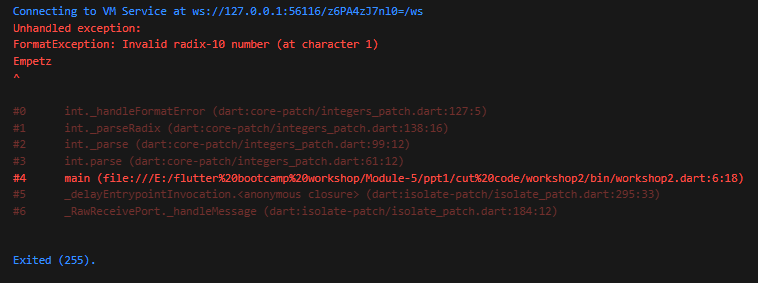 Connecting to VM Service at ws://127.0.0.1:56116/z6PA4zJ7nl0=/ws
Unhandled exception:
FormatException: Invalid radix-10 number (at character 1)
Empetz
^
#0      int._handleFormatError (dart:core-patch/integers_patch.dart:127:5)
#1      int._parseRadix (dart:core-patch/integers_patch.dart:138:16)
#2      int._parse (dart:core-patch/integers_patch.dart:99:12)
#3      int.parse (dart:core-patch/integers_patch.dart:61:12)
#4      main (file:///E:/flutter%20bootcamp%20workshop/Module-5/ppt1/cut%20code/workshop2/bin/workshop2.dart:6:18)
#5      _delayEntrypointInvocation.<anonymous closure> (dart:isolate-patch/isolate_patch.dart:295:33)
#6      _RawReceivePort._handleMessage (dart:isolate-patch/isolate_patch.dart:184:12)
Exited (255).